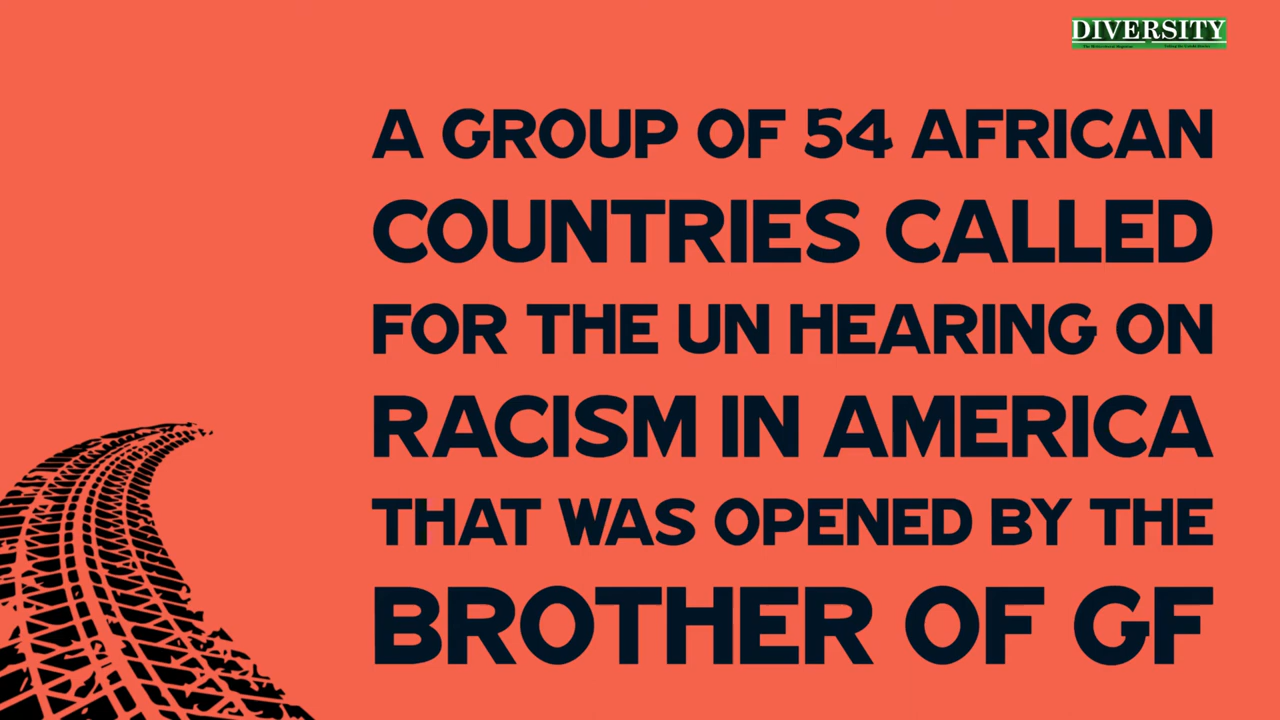 DIVERSITY
A GROUP OF 54 AFRICAN
COUNTRIES CALLED
FOR THE UN HEARING ON
RACISM IN AMERICA
THAT WAS OPENED BY THE
BROTHER OF GF